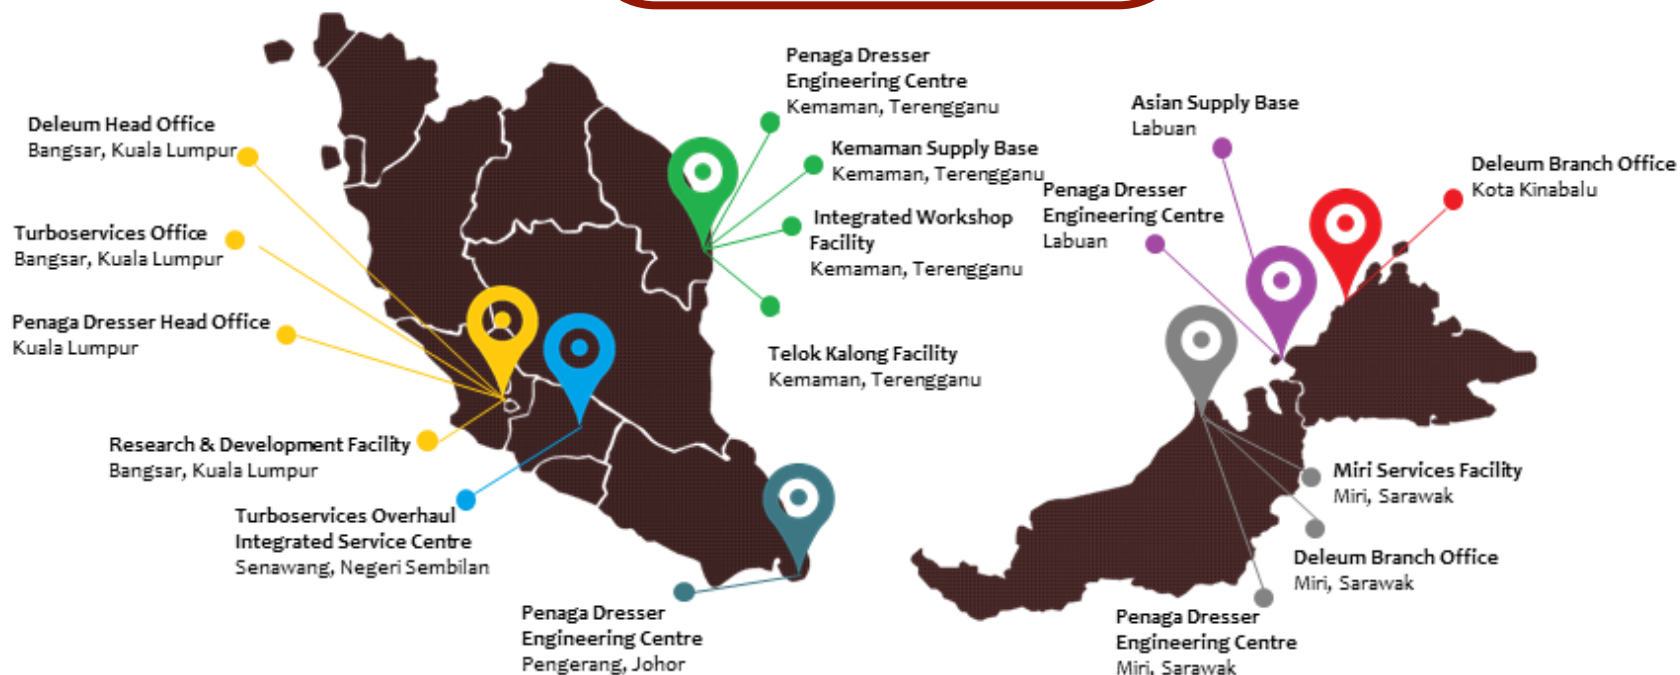 Deleum Head Office
Bangsar, Kuala Lumpur
Turboservices Office
Bangsar, Kuala Lumpur
Penaga Dresser Head Office
Kuala Lumpur
Research & Development Facility
Bangsar, Kuala Lumpur
Turboservices Overhaul
Integrated Service Centre
Senawang, Negeri Sembilan
Penaga Dresser
Engineering Centre
Pengerang, Johor
Penaga Dresser
Engineering Centre
Kemaman, Terengganu
Kemaman Supply Base
Kemaman, Terengganu
Integrated Workshop
Facility
Kemaman, Terengganu
Telok Kalong Facility
Kemaman, Terengganu
Asian Supply Base
Labuan
Penaga Dresser
Engineering Centre
Labuan
Deleum Branch Office
Kota Kinabalu
Miri Services Facility
Miri, Sarawak
Deleum Branch Office
Miri, Sarawak
Penaga Dresser
Engineering Centre
Miri, Sarawak